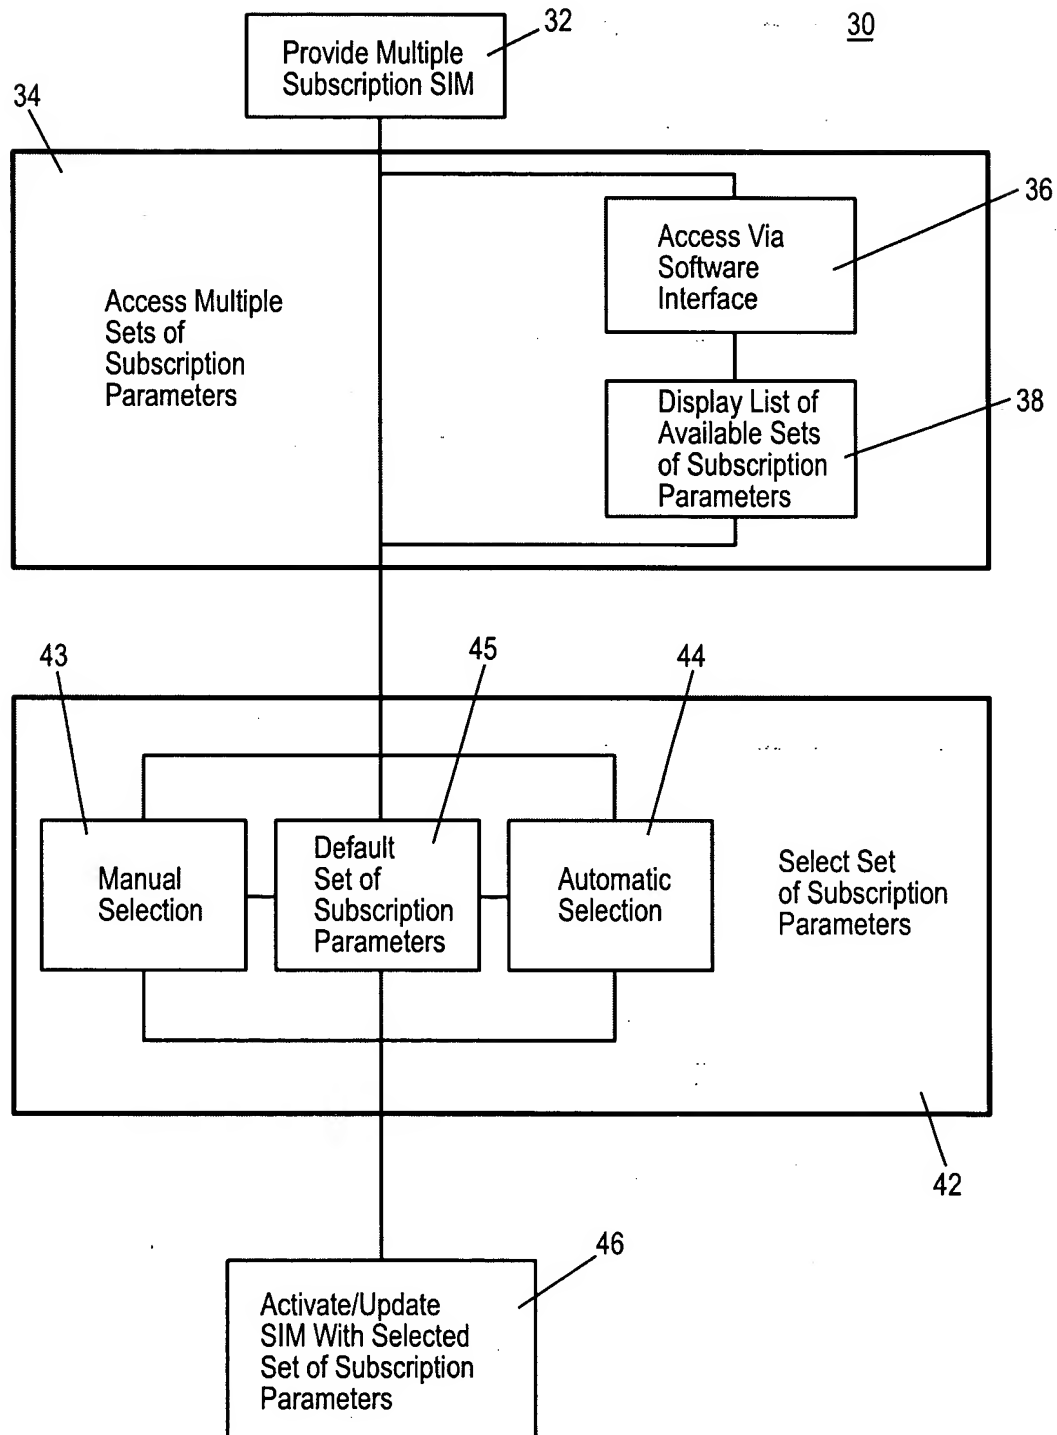 32
30
Provide Multiple
Subscription SIM
34
36
Access Via
Software
Interface
Access Multiple
Sets of
Subscription
Parameters
38
Display List of
Available Sets
of Subscription
Parameters
43
45
44
Manual
Selection
Default
Set of
Subscription
Parameters
Automatic
Selection
Select Set
of Subscription
Parameters
42
46
Activate/Update
SIM With Selected
Set of Subscription
Parameters